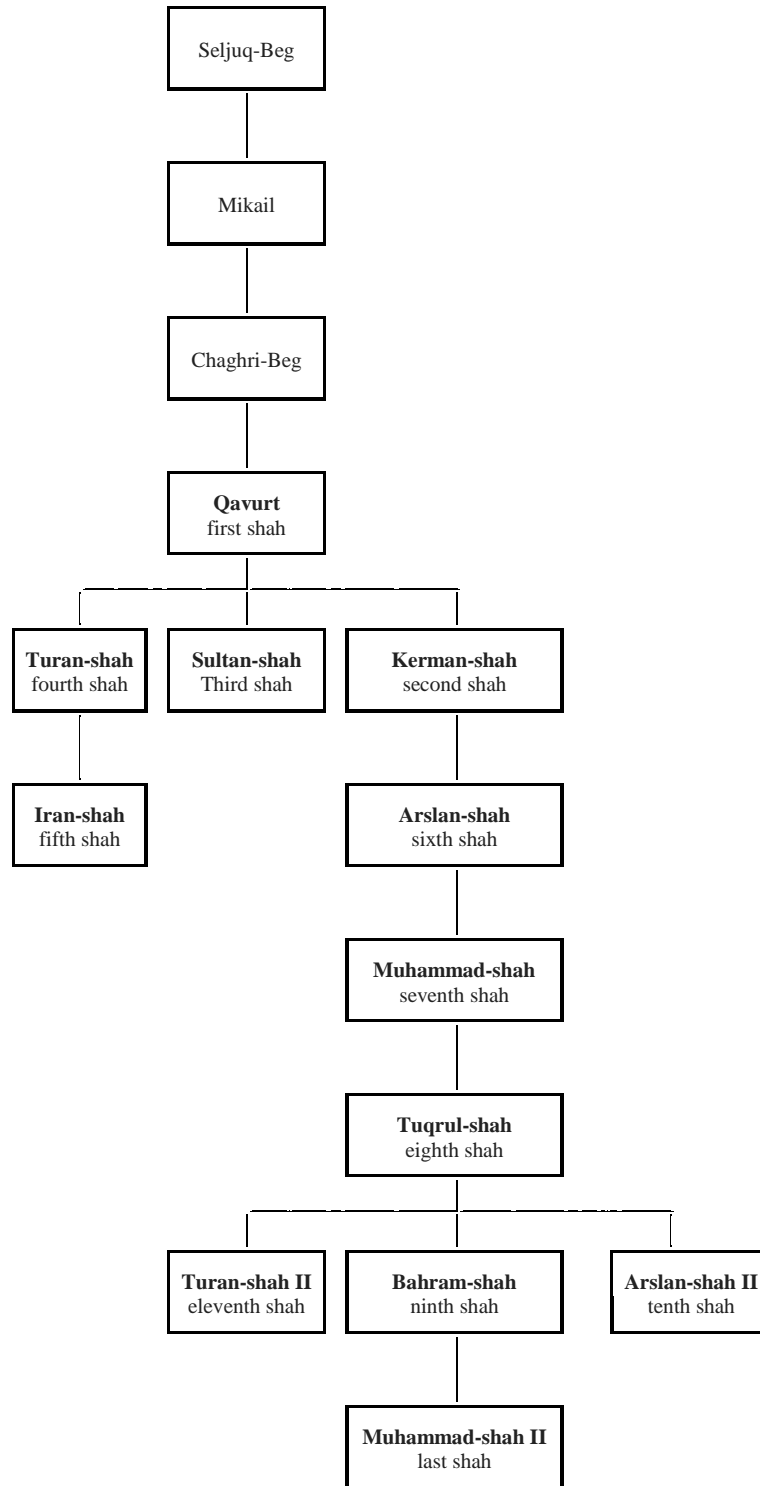 Seljuq-Beg
Mikail
Chaghri-Beg
Qavurt
first shah
Turan-shah
fourth shah
Sultan-shah
Third shah
Kerman-shah
second shah
Iran-shah
fifth shah
Arslan-shah
sixth shah
Muhammad-shah
seventh shah
Tuqrul-shah
eighth shah
Turan-shah II
eleventh shah
Bahram-shah
ninth shah
Arslan-shah II
tenth shah
Muhammad-shah II
last shah